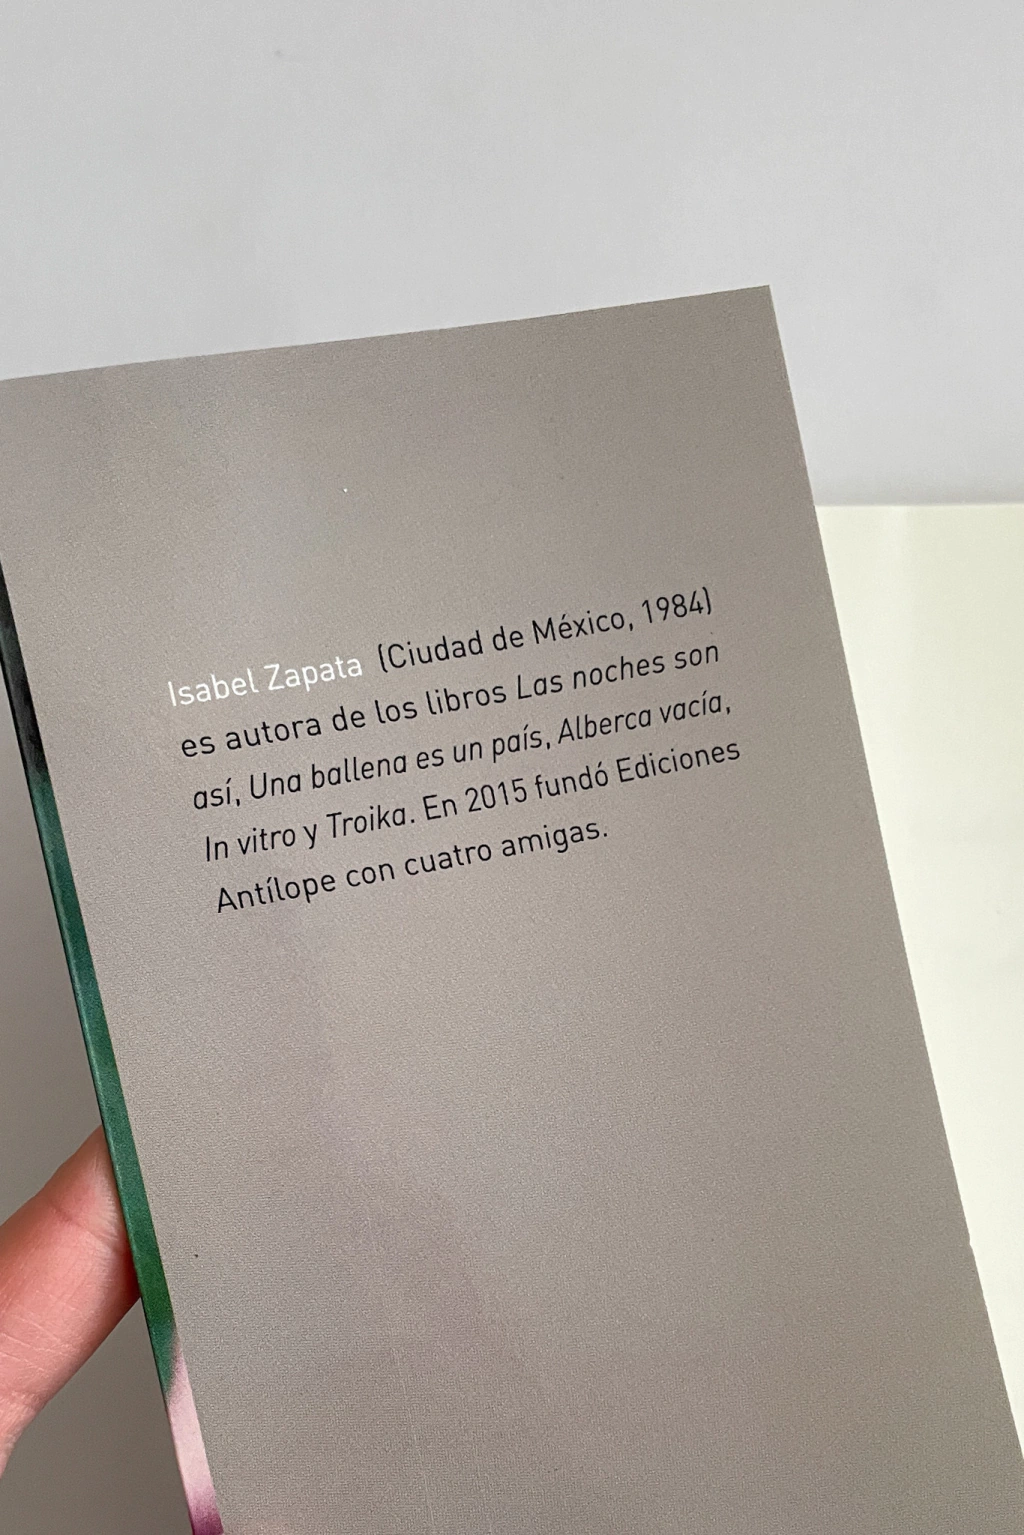 Isabel Zapata (Ciudad de México, 1984)
es autora de los libros Las noches son
así, Una ballena es un país, Alberca vacía,
In vitro y Troika. En 2015 fundó Ediciones
Antílope con cuatro amigas.